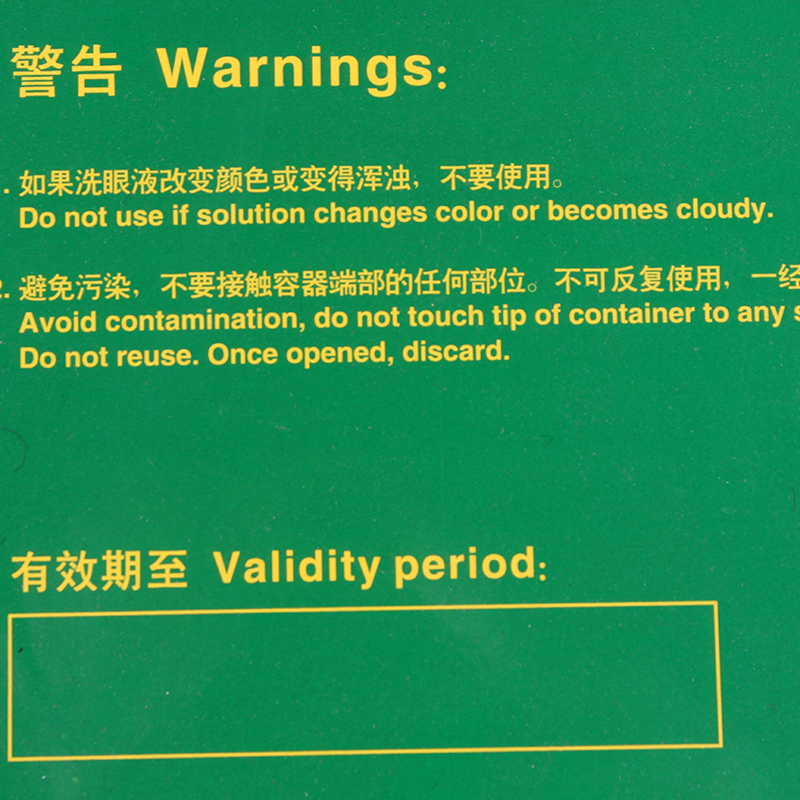 警告 Warnings:
1. 如果洗眼液改变颜色或变得浑浊，不要使用。
Do not use if solution changes color or becomes cloudy.
2. 避免污染，不要接触容器端部的任何部位。不可反复使用，一经
Avoid contamination, do not touch tip of container to any
Do not reuse. Once opened, discard.
有效期至 Validity period: